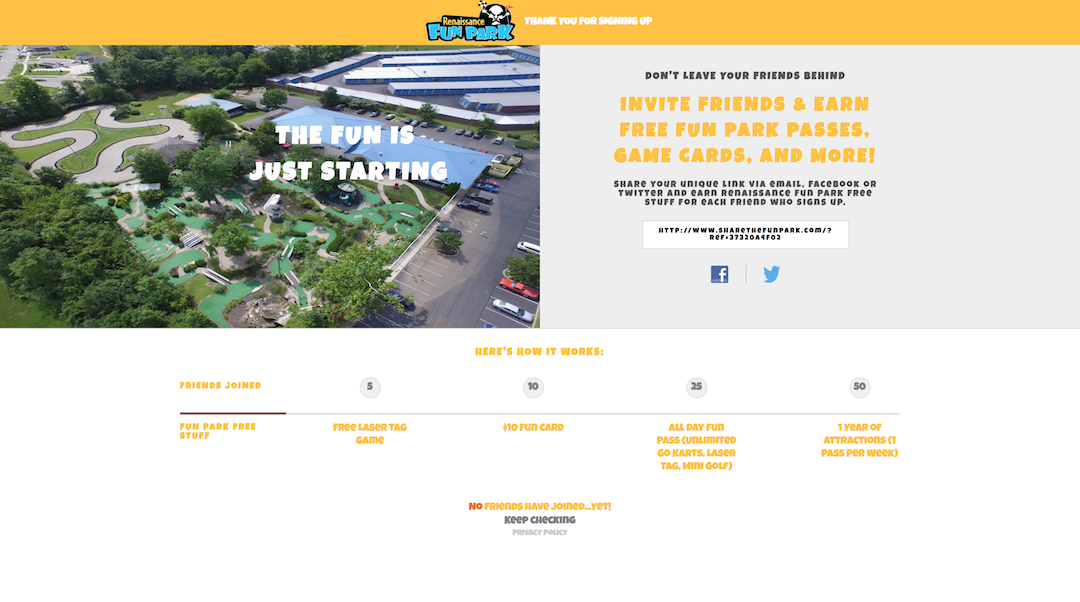 Renaissance
FUN PARK
THANK YOU FOR SIGNING UP
THE FUN IS
JUST STARTING
DON'T LEAVE YOUR FRIENDS BEHIND
INVITE FRIENDS & EARN
FREE FUN PARK PASSES,
GAME CARDS, AND MORE!
SHARE YOUR UNIQUE LINK VIA EMAIL, FACEBOOK OR
TWITTER AND EARN RENAISSANCE FUN PARK FREE
STUFF FOR EACH FRIEND WHO SIGNS UP.
HTTP://WWW.SHARETHEFUNPARK.COM/?
REF=37320A4F02
HERE'S HOW IT WORKS:
FRIENDS JOINED
5
10
25
50
FUN PARK FREE
STUFF
FREE LASER TAG
GAME
$10 FUN CARD
ALL DAY FUN
PASS (UNLIMITED
GO KARTS, LASER
TAG, MINI GOLF)
1 YEAR OF
ATTRACTIONS (1
PASS PER WEEK)
NO FRIENDS HAVE JOINED...YET!
KEEP CHECKING
PRIVACY POLICY